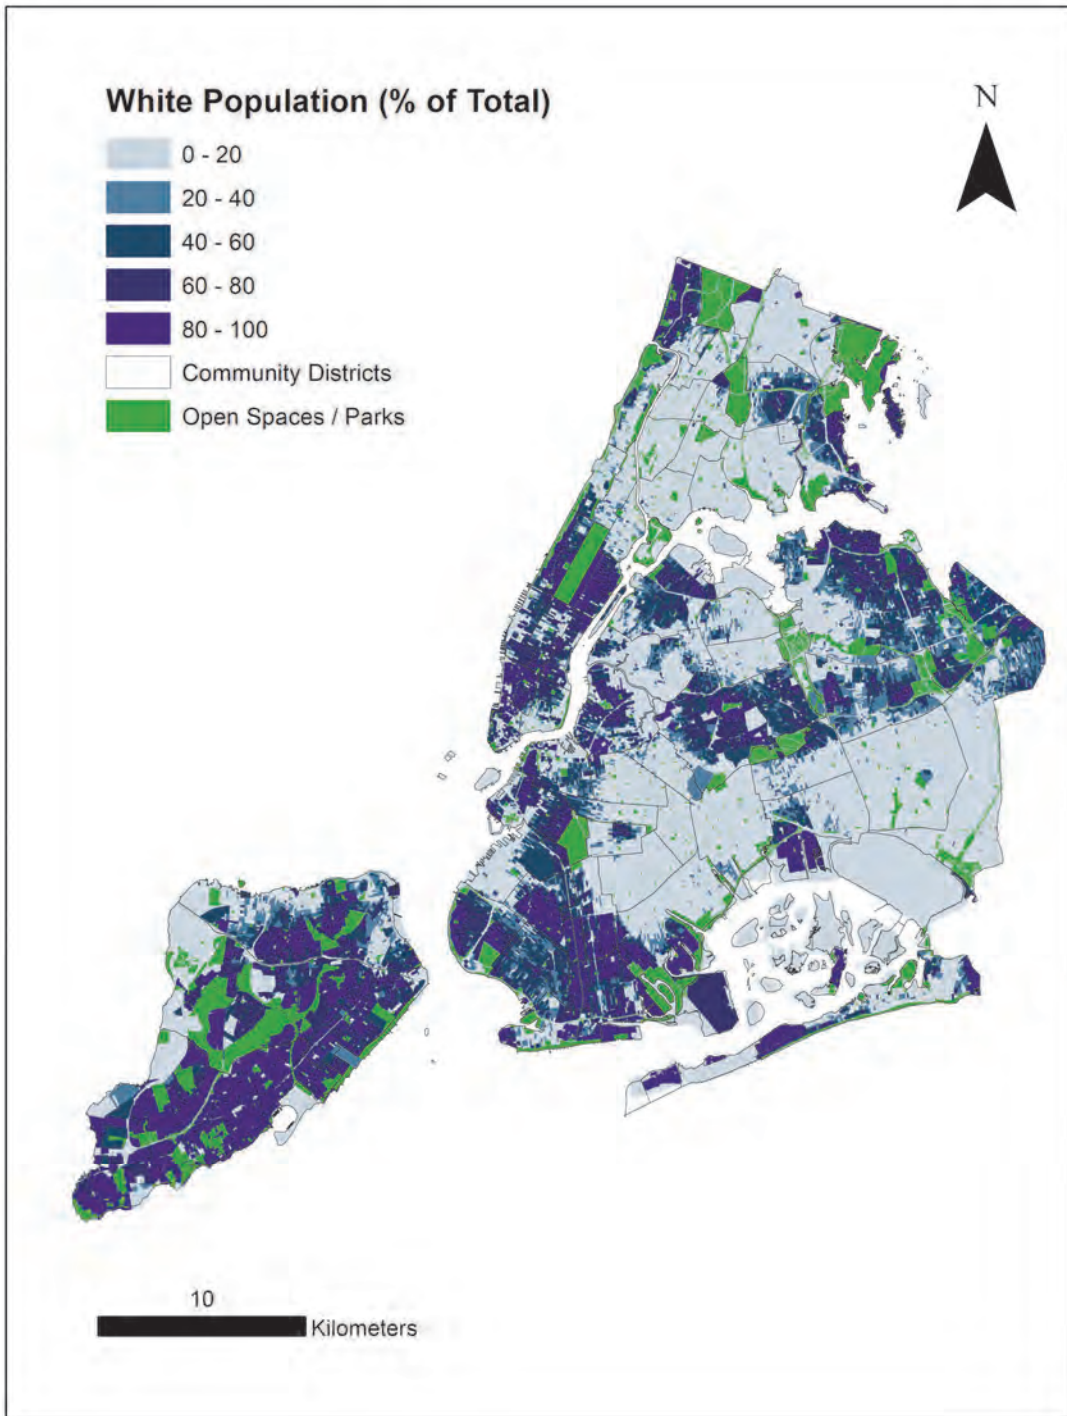 White Population (% of Total)
N
0 - 20
20 - 40
40 - 60
60 - 80
80 - 100
Community Districts
Open Spaces / Parks
10
Kilometers